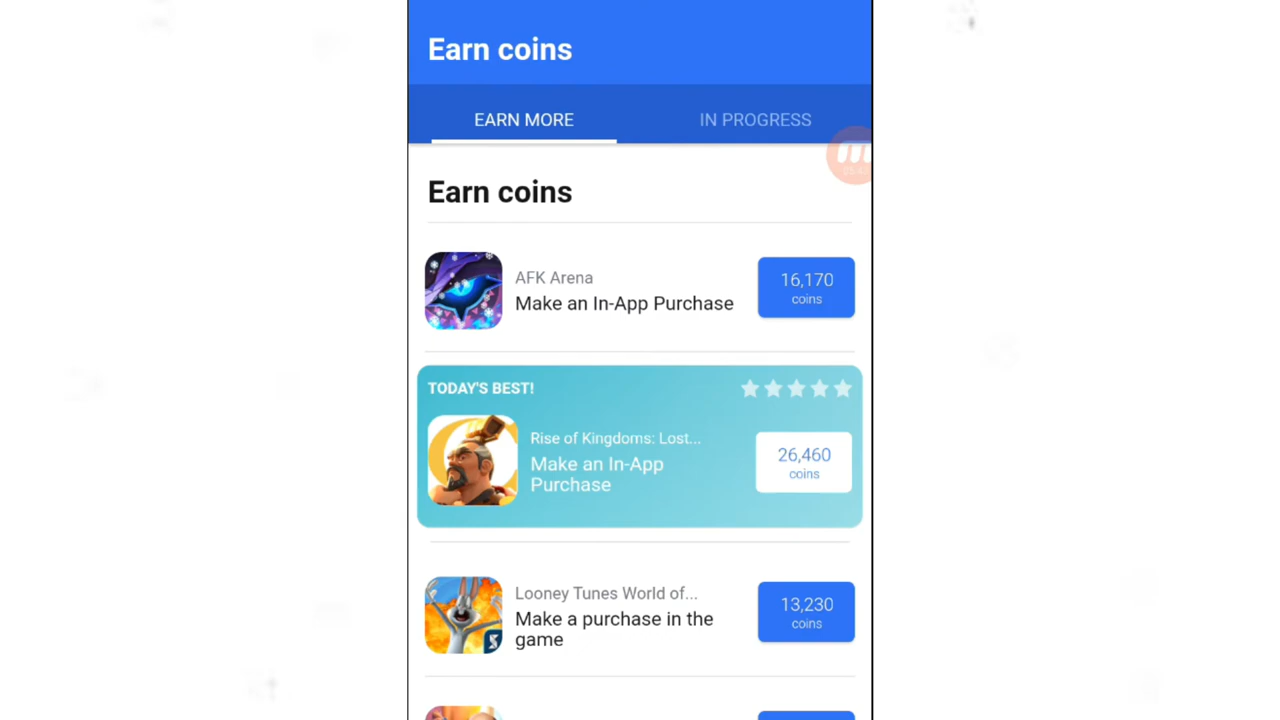 Earn coins
EARN MORE
IN PROGRESS
Earn coins
AFK Arena
Make an In-App Purchase
16,170
coins
TODAY'S BEST!
Rise of Kingdoms: Lost...
Make an In-App
Purchase
26,460
coins
Looney Tunes World of...
Make a purchase in the
game
13,230
coins